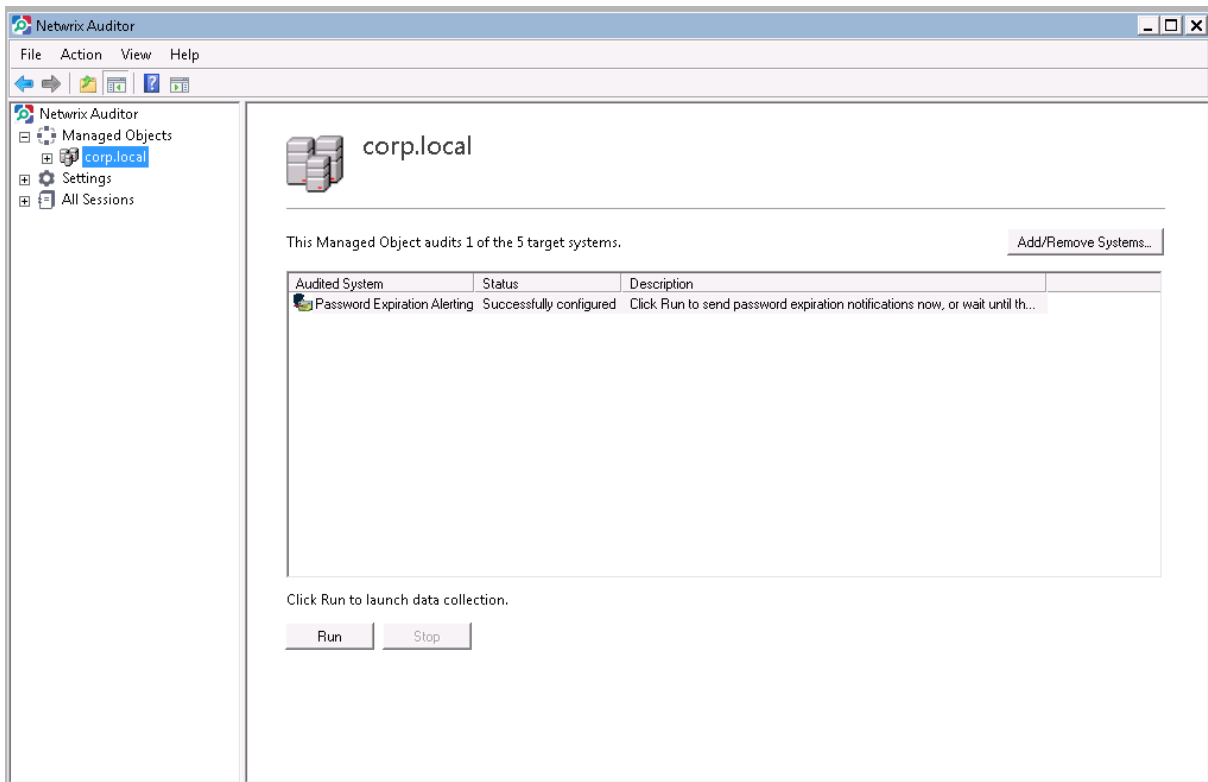 Netwrix Auditor
File Action View Help
Netwrix Auditor
Managed Objects
corp.local
Settings
All Sessions
corp.local
This Managed Object audits 1 of the 5 target systems.
Add/Remove Systems...
Audited System Status Description
Password Expiration Alerting Successfully configured Click Run to send password expiration notifications now, or wait until th...
Click Run to launch data collection.
Run Stop